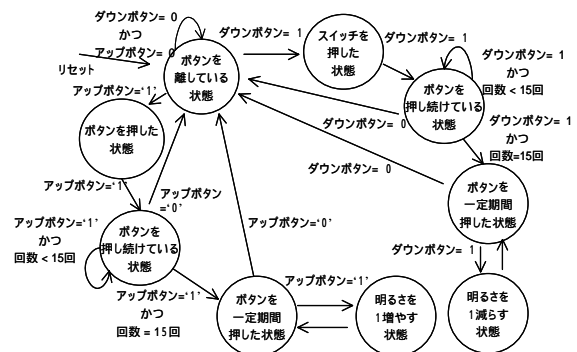 ダウンボタン= 0
かつ
アップボタン= 0
リセット
ボタンを
離している
状態
ダウンボタン= 1
スイッチを
押した
状態
ダウンボタン= 1
ダウンボタン= 1
かつ
回数 < 15回
ボタンを
押し続けている
状態
ダウンボタン= 0
ダウンボタン= 1
かつ
回数=15回
ダウンボタン= 0
ボタンを
一定期間
押した状態
ダウンボタン= 1
明るさを
1減らす
状態
アップボタン=‘1’
ボタンを押した
状態
アップボタン=‘1’
アップボタン
=‘0’
アップボタン=‘1’
かつ
回数 < 15回
ボタンを
押し続けている
状態
アップボタン=‘1’
かつ
回数 = 15回
アップボタン=‘0’
ボタンを
一定期間
押した状態
アップボタン=‘1’
明るさを
1増やす
状態